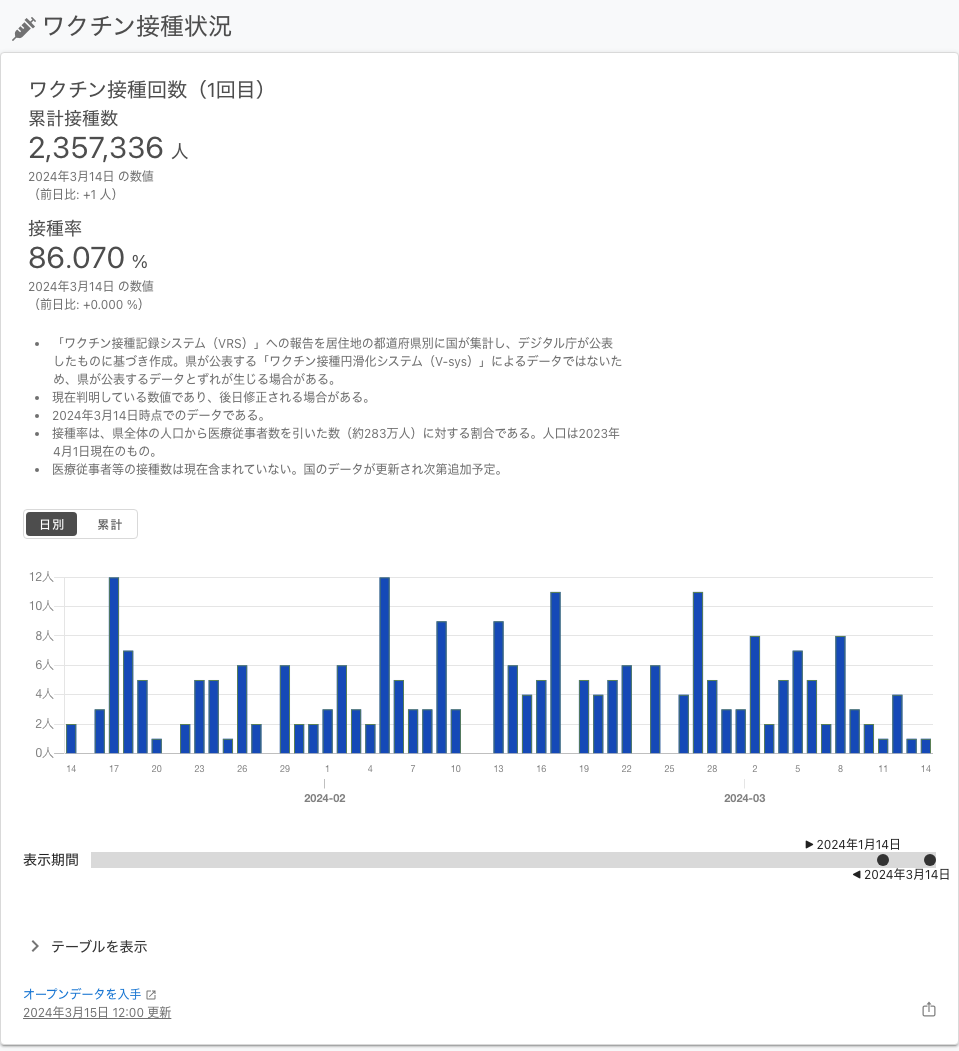 ワクチン接種状況
ワクチン接種回数（1回目）
累計接種数
2,357,336 人
2024年3月14日 の数値
（前日比: +1 人）
接種率
86.070 %
2024年3月14日 の数値
（前日比: +0.000 %）
• 「ワクチン接種記録システム（VRS）」への報告を居住地の都道府県別に国が集計し、デジタル庁が公表
したものに基づき作成。県が公表する「ワクチン接種円滑化システム（V-sys）」によるデータではないた
め、県が公表するデータとずれが生じる場合がある。
• 現在判明している数値であり、後日修正される場合がある。
• 2024年3月14日時点でのデータである。
• 接種率は、県全体の人口から医療従事者数を引いた数（約283万人）に対する割合である。人口は2023年
4月1日現在のもの。
• 医療従事者等の接種数は現在含まれていない。国のデータが更新され次第追加予定。
日別 累計
12人
10人
8人
6人
4人
2人
0人
14 17 20 23 26 29 1 4 7 10 13 16 19 22 25 28 2 5 8 11 14
2024-02 2024-03
▶ 2024年1月14日
表示期間
◀ 2024年3月14日
テーブルを表示
オープンデータを入手
2024年3月15日 12:00 更新